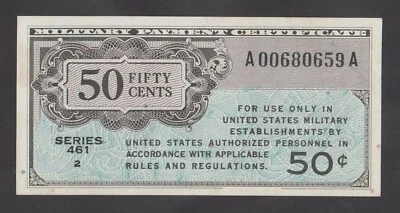 MILITARY PAYMENT CERTIFICATE
A00680659A
50 FIFTY
CENTS
FOR USE ONLY IN
UNITED STATES MILITARY
ESTABLISHMENTS BY
UNITED STATES AUTHORIZED PERSONNEL
IN ACCORDANCE WITH APPLICABLE
RULES AND REGULATIONS.
SERIES
461
2
50¢